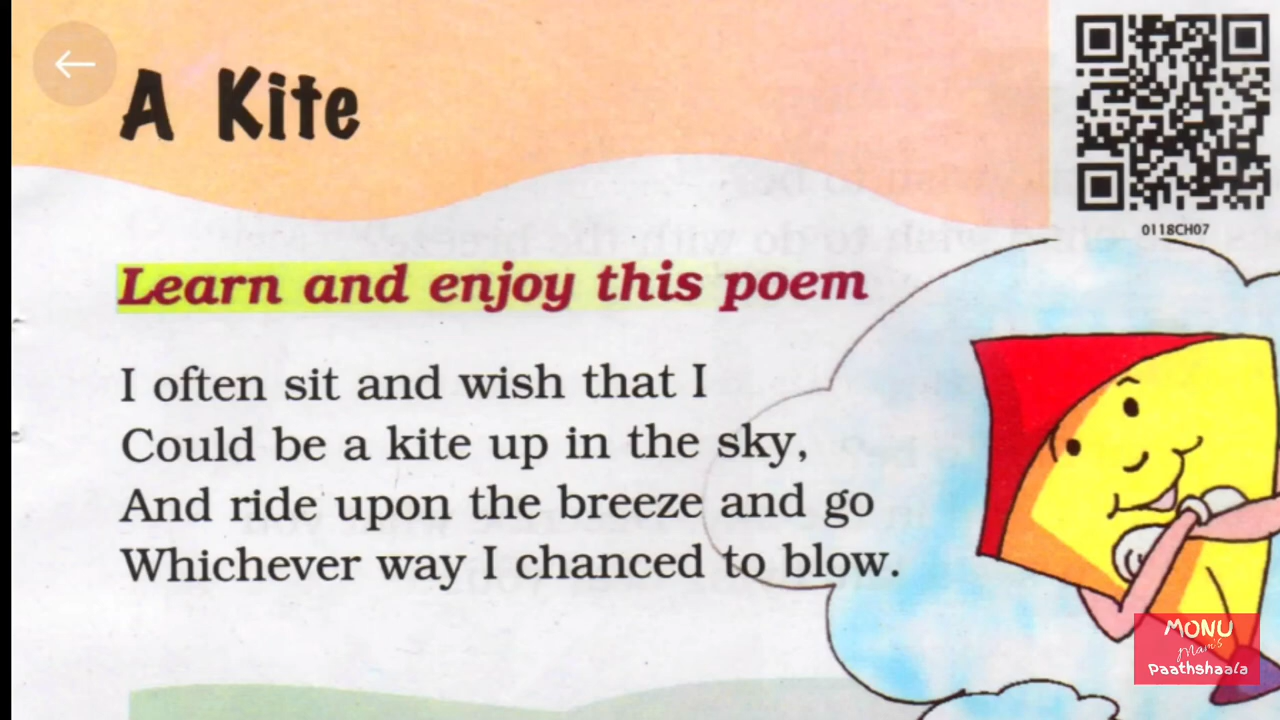 A Kite
0118CH07
Learn and enjoy this poem
I often sit and wish that I
Could be a kite up in the sky,
And ride upon the breeze and go
Whichever way I chanced to blow.
MONU
Mam's
Paathshaala